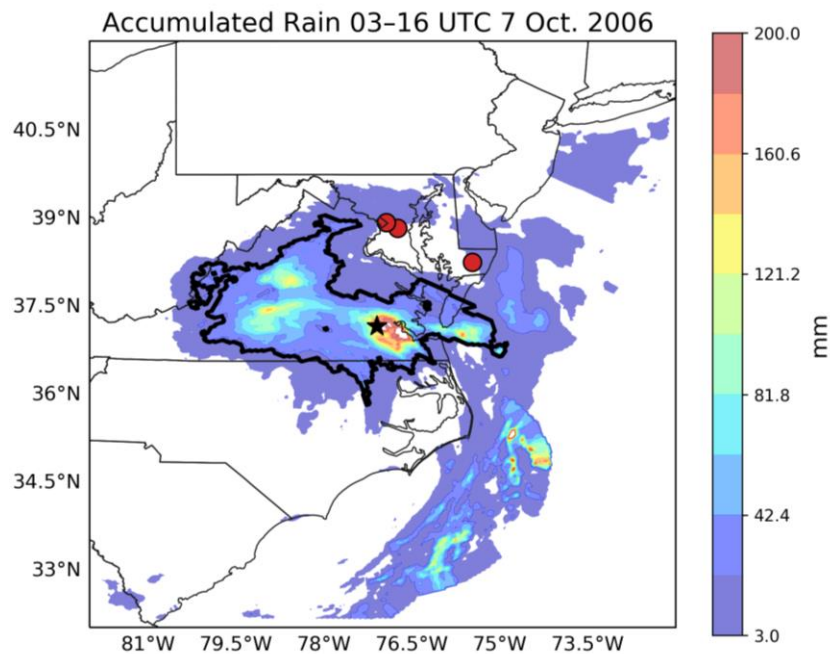 Accumulated Rain 03–16 UTC 7 Oct. 2006
200.0
40.5°N
160.6
39°N
121.2
37.5°N
mm
36°N
81.8
34.5°N
42.4
33°N
3.0
81°W 79.5°W 78°W 76.5°W 75°W 73.5°W